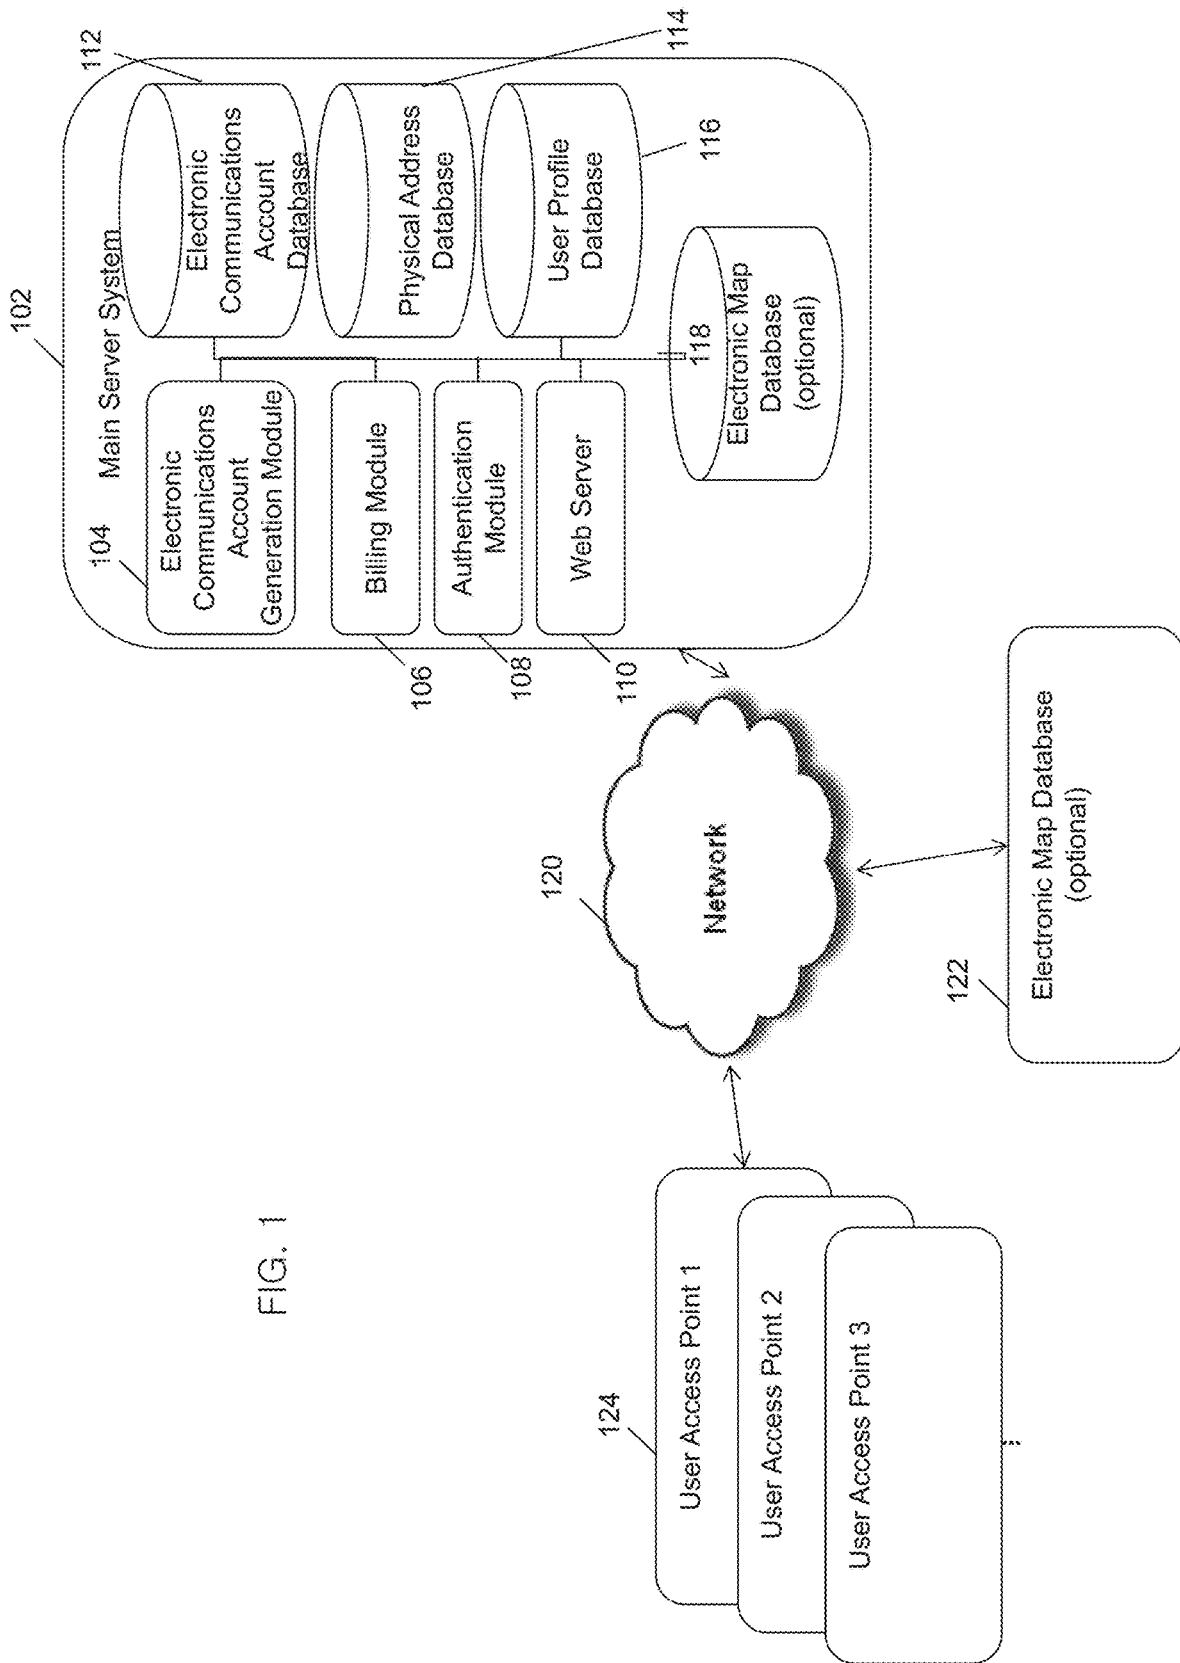 FIG. 1
102
Main Server System
104
Electronic
Communications
Account
Generation Module
106
Billing Module
108
Authentication
Module
110
Web Server
112
Electronic
Communications
Account
Database
114
Physical Address
Database
116
User Profile
Database
118
Electronic Map
Database
(optional)
120
Network
122
Electronic Map Database
(optional)
124
User Access Point 1
User Access Point 2
User Access Point 3
...